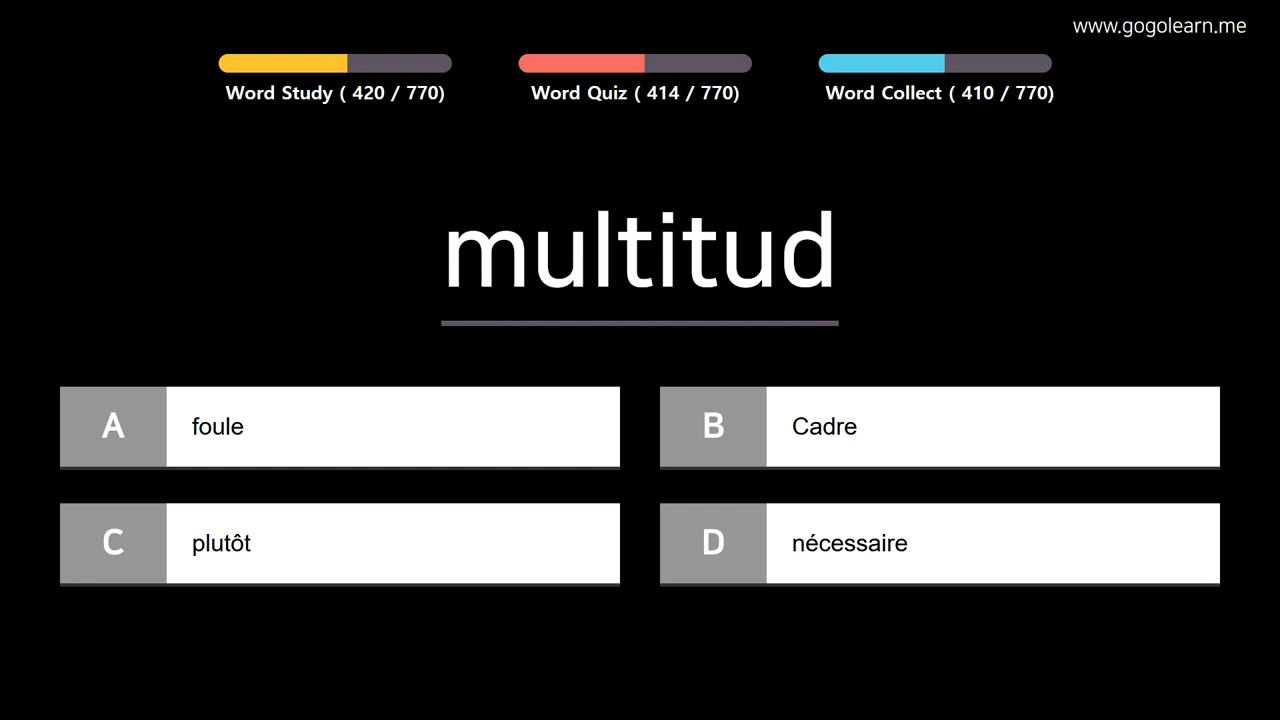 www.gogolearn.me
Word Study ( 420 / 770)
Word Quiz ( 414 / 770)
Word Collect ( 410 / 770)
multitud
A foule
B Cadre
C plutôt
D nécessaire